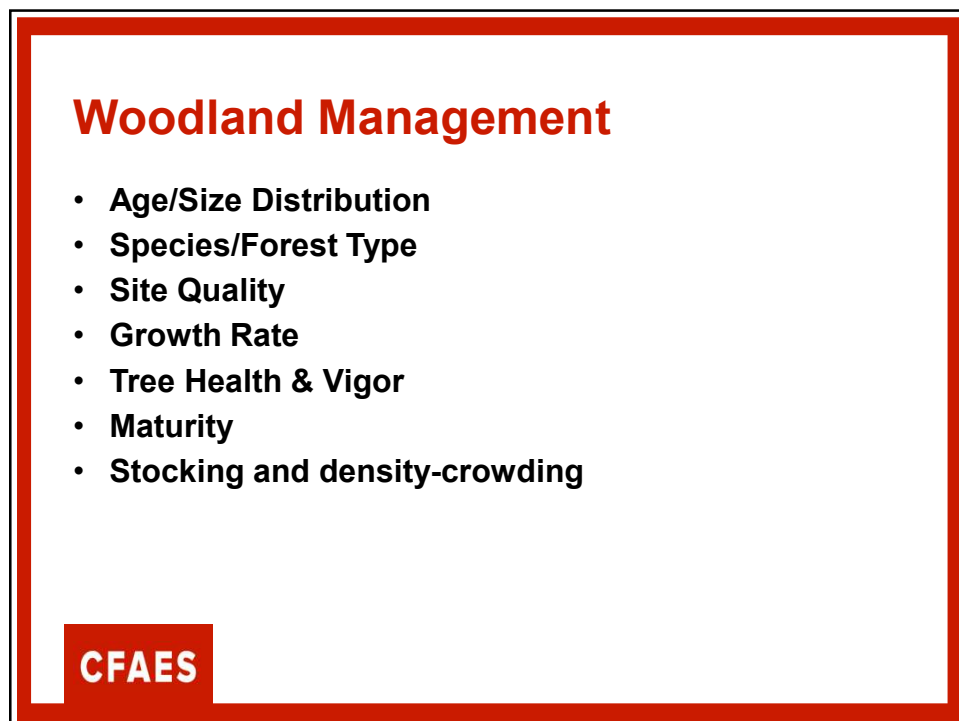 Woodland Management
• Age/Size Distribution
• Species/Forest Type
• Site Quality
• Growth Rate
• Tree Health & Vigor
• Maturity
• Stocking and density-crowding
CFAES